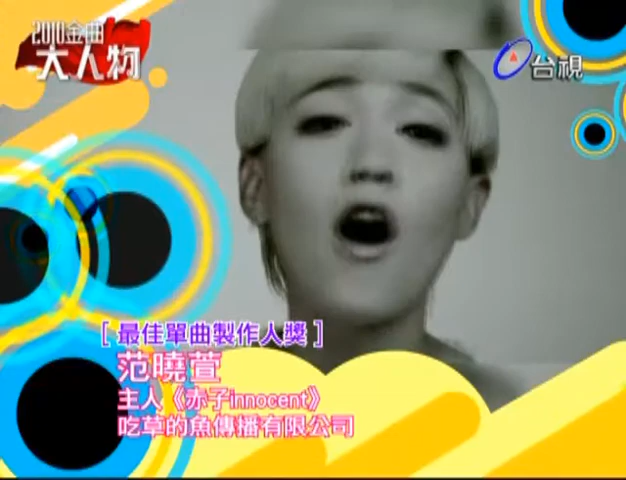 2010金曲
大人物
台視
[ 最佳單曲製作人獎 ]
范曉萱
主人《赤子innocent》
吃草的魚傳播有限公司